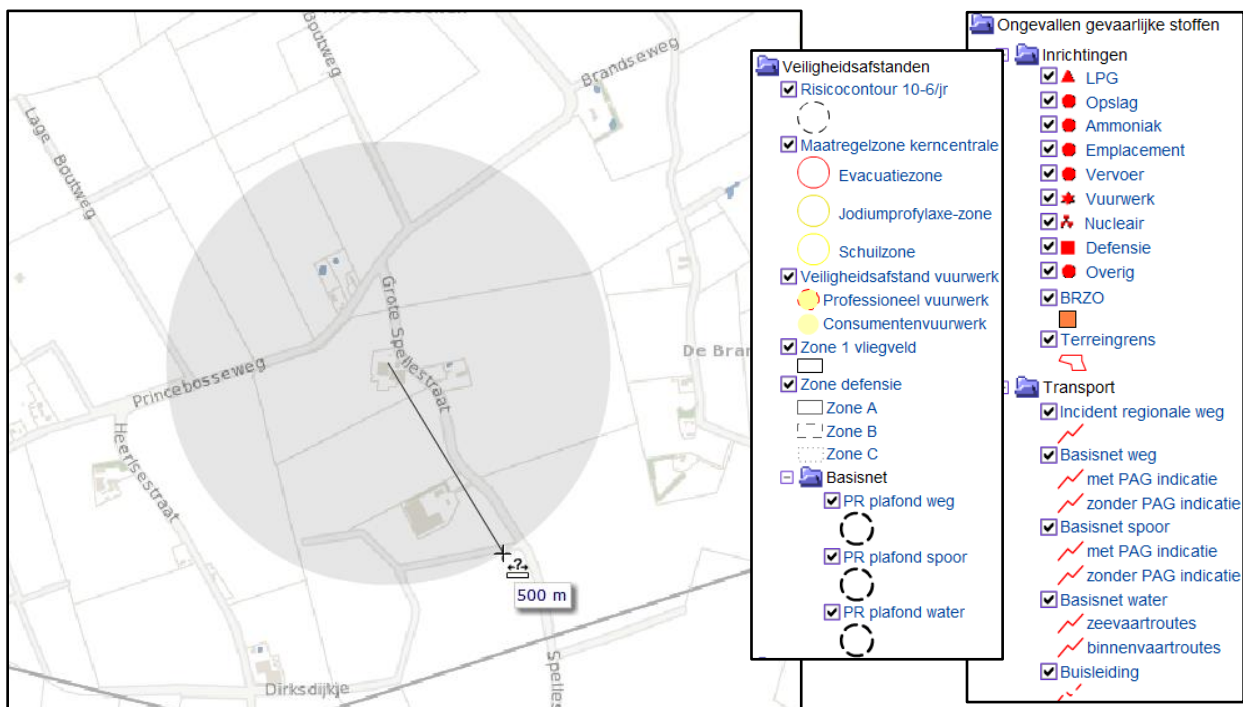 Boutweg
Brandseweg
Lage Boutweg
Grote Spellestraat
De Bran
Princebosseweg
Heerlsestraat
?
500 m
Dirksdijkje
Spelles
Veiligheidsafstanden
Risicocontour 10-6/jr
Maatregelzone kerncentrale
Evacuatiezone
Jodiumprofylaxe-zone
Schuilzone
Veiligheidsafstand vuurwerk
Professioneel vuurwerk
Consumentenvuurwerk
Zone 1 vliegveld
Zone defensie
Zone A
Zone B
Zone C
Basisnet
PR plafond weg
PR plafond spoor
PR plafond water
Ongevallen gevaarlijke stoffen
Inrichtingen
LPG
Opslag
Ammoniak
Emplacement
Vervoer
Vuurwerk
Nucleair
Defensie
Overig
BRZO
Terreingrens
Transport
Incident regionale weg
Basisnet weg
met PAG indicatie
zonder PAG indicatie
Basisnet spoor
met PAG indicatie
zonder PAG indicatie
Basisnet water
zeevaartroutes
binnenvaartroutes
Buisleiding